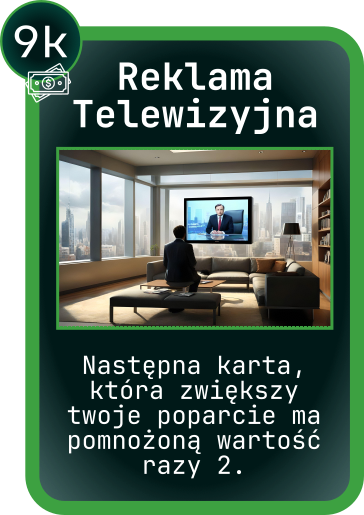 9k
Reklama
Telewizyjna
Następna karta,
która zwiększy
twoje poparcie ma
pomnożoną wartość
razy 2.